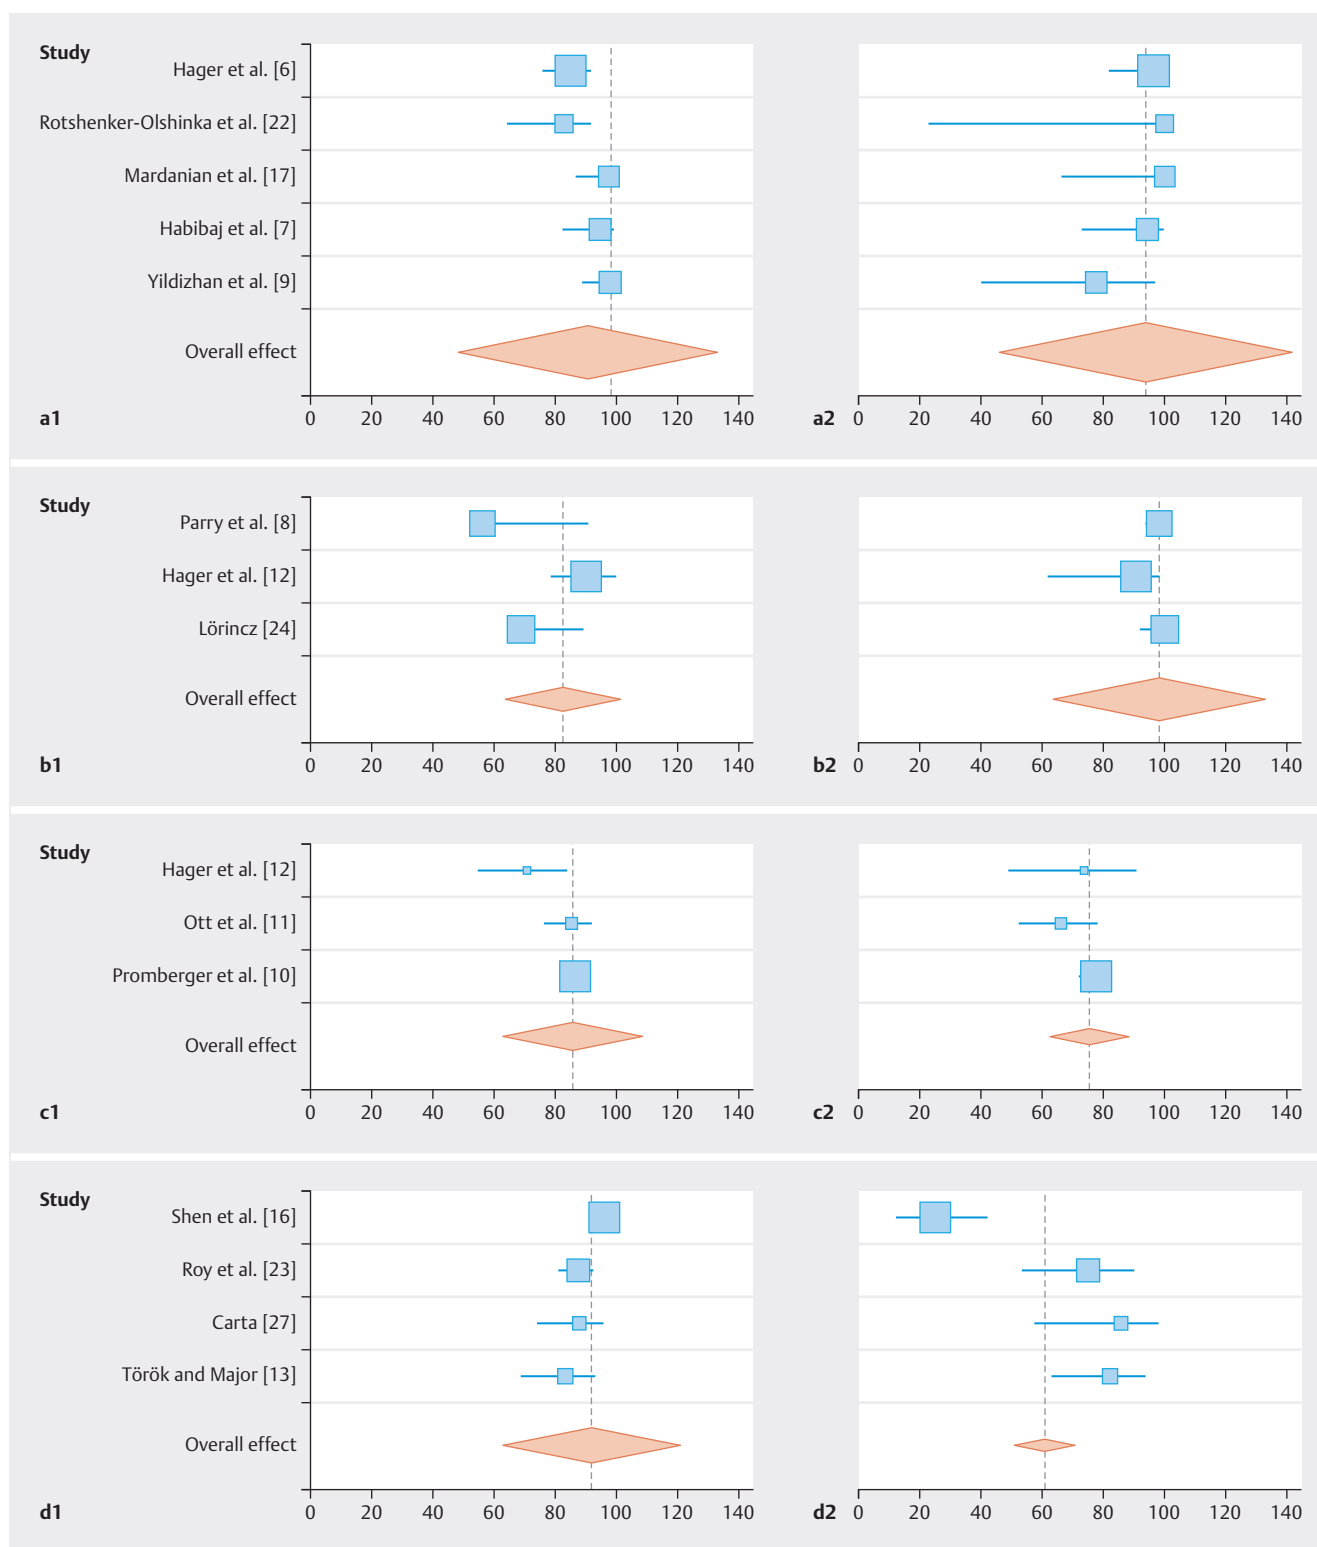 Study
Hager et al. [6]
Rotshenker-Olshinka et al. [22]
Mardanian et al. [17]
Habibaj et al. [7]
Yildizhan et al. [9]
Overall effect
a1 0 20 40 60 80 100 120 140
a2 0 20 40 60 80 100 120 140
Study
Parry et al. [8]
Hager et al. [12]
Lörincz [24]
Overall effect
b1 0 20 40 60 80 100 120 140
b2 0 20 40 60 80 100 120 140
Study
Hager et al. [12]
Ott et al. [11]
Promberger et al. [10]
Overall effect
c1 0 20 40 60 80 100 120 140
c2 0 20 40 60 80 100 120 140
Study
Shen et al. [16]
Roy et al. [23]
Carta [27]
Török and Major [13]
Overall effect
d1 0 20 40 60 80 100 120 140
d2 0 20 40 60 80 100 120 140